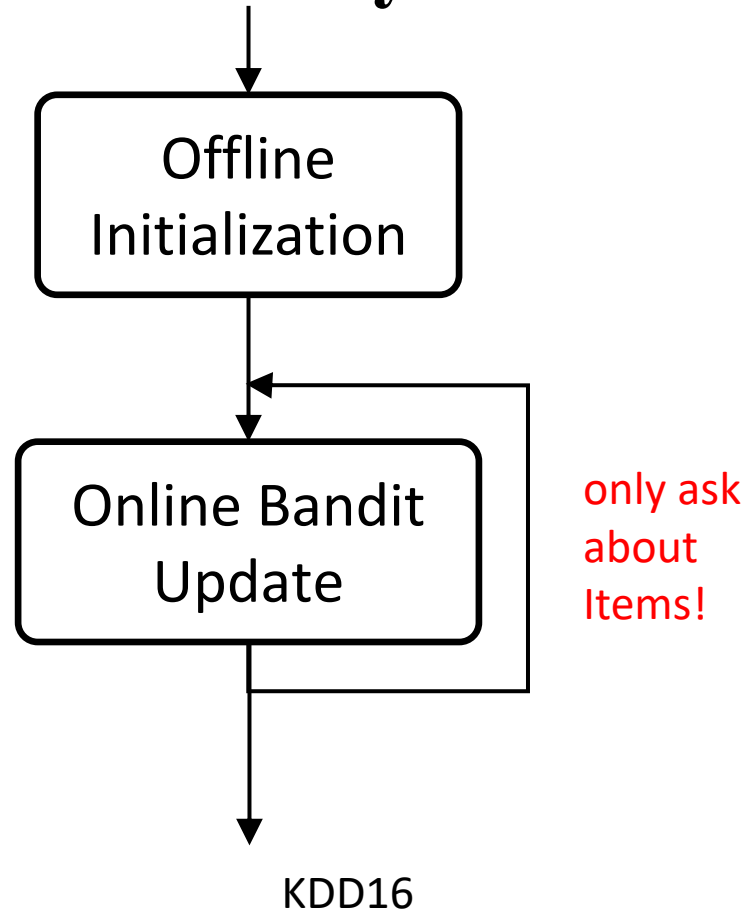 Offline
Initialization
Online Bandit
Update
only ask
about
Items!
KDD16